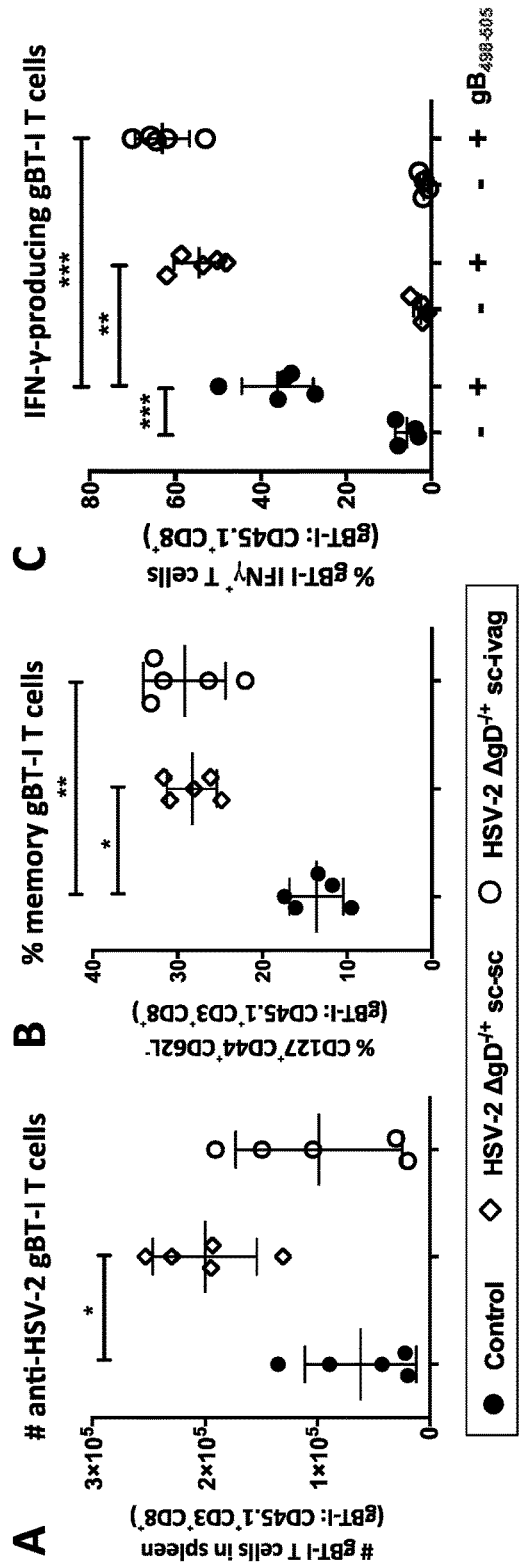 A
# anti-HSV-2 gBT-I T cells
# gBT-I T cells in spleen
(gBT-I: CD45.1⁺CD3⁺CD8⁺)
3×10⁵
2×10⁵
1×10⁵
0
*
B
% memory gBT-I T cells
% CD127⁺CD44⁺CD62L⁻
(gBT-I: CD45.1⁺CD3⁺CD8⁺)
40
30
20
10
0
*
**
C
IFN-γ-producing gBT-I T cells
% gBT-I IFNγ⁺ T cells
(gBT-I: CD45.1⁺CD8⁺)
80
60
40
20
0
***
**
***
- + - + - + gB₄₉₈₋₅₀₅
Control HSV-2 ΔgD⁻/⁺ sc-sc HSV-2 ΔgD⁻/⁺ sc-ivag